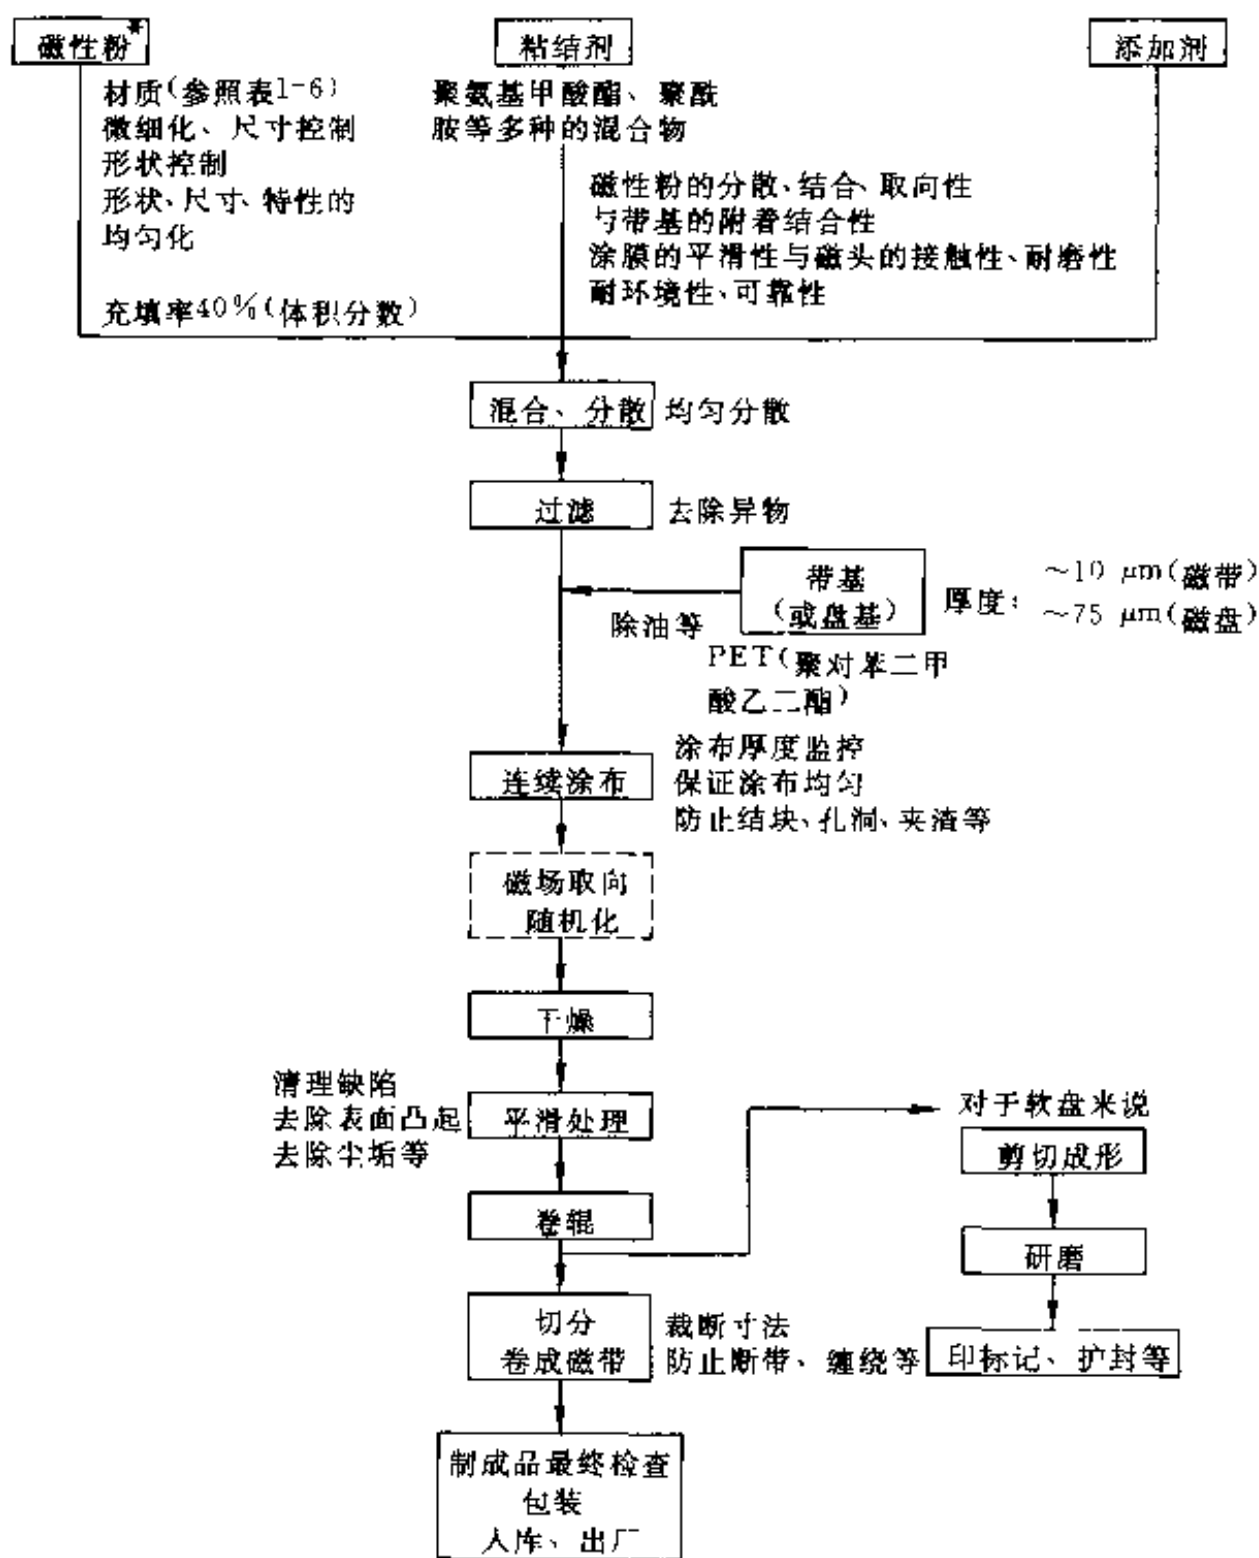 磁性粉*
粘结剂
添加剂
材质(参照表1-6)
微细化、尺寸控制
形状控制
形状、尺寸、特性的
均匀化
充填率40%(体积分数)
聚氨基甲酸酯、聚酰
胺等多种的混合物
磁性粉的分散、结合、取向性
与带基的附着结合性
涂膜的平滑性与磁头的接触性、耐磨性
耐环境性、可靠性
混合、分散
均匀分散
过滤
去除异物
带基
(或盘基)
厚度:
~10 μm(磁带)
~75 μm(磁盘)
除油等
PET(聚对苯二甲
酸乙二酯)
连续涂布
涂布厚度监控
保证涂布均匀
防止结块、孔洞、夹渣等
磁场取向
随机化
干燥
清理缺陷
去除表面凸起
去除尘垢等
平滑处理
卷辊
对于软盘来说
剪切成形
研磨
印标记、护封等
切分
卷成磁带
裁断寸法
防止断带、缠绕等
制成品最终检查
包装
入库、出厂